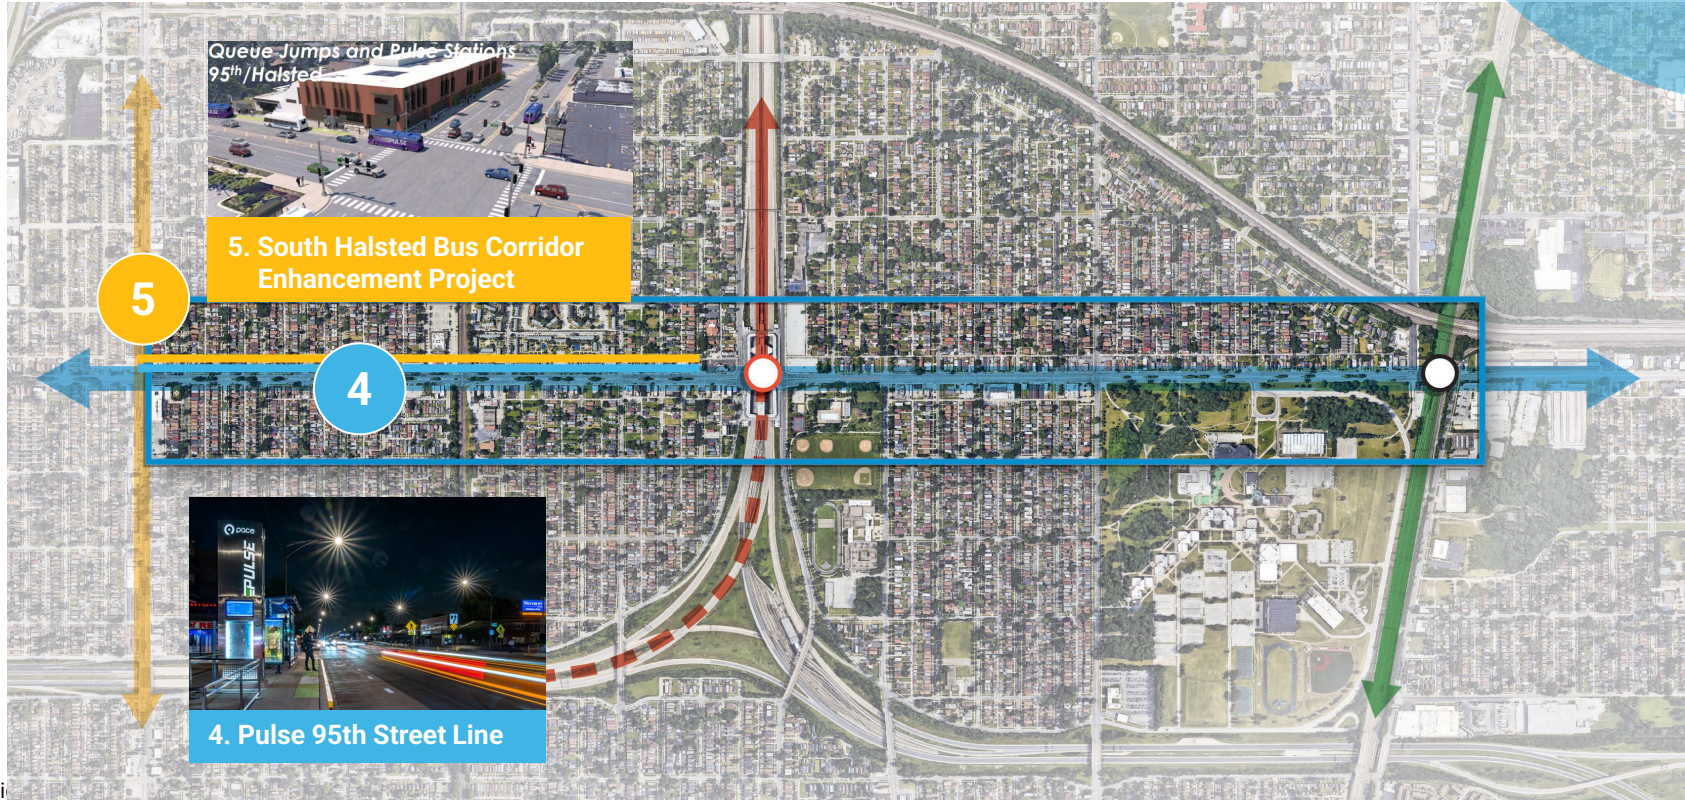 Queue Jumps and Pulse Stations
95th/Halsted
5. South Halsted Bus Corridor
Enhancement Project
5
4
pace
PULSE
PULSE
4. Pulse 95th Street Line